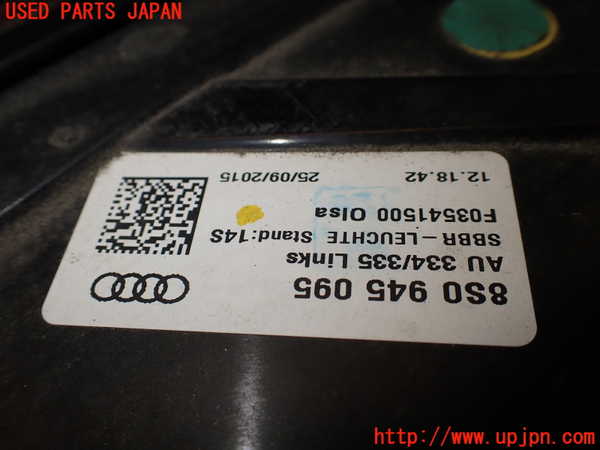 USED PARTS JAPAN
8S0 945 095
AU 334/335 Links
SBBR-LEUCHTE Stand:14S
F03541500 Olsa
25/09/2015 12.18.42
http://www.upjpn.com